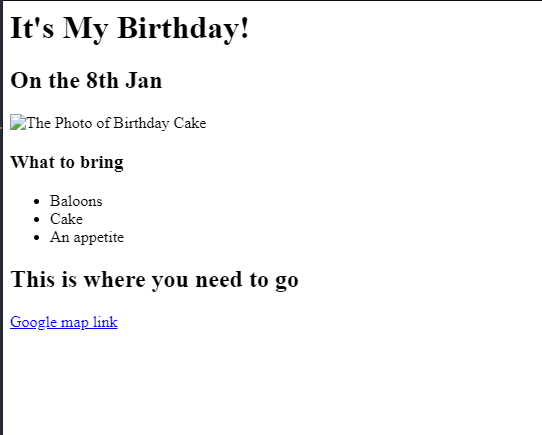 It's My Birthday!
On the 8th Jan
The Photo of Birthday Cake
What to bring
Baloons
Cake
An appetite
This is where you need to go
Google map link